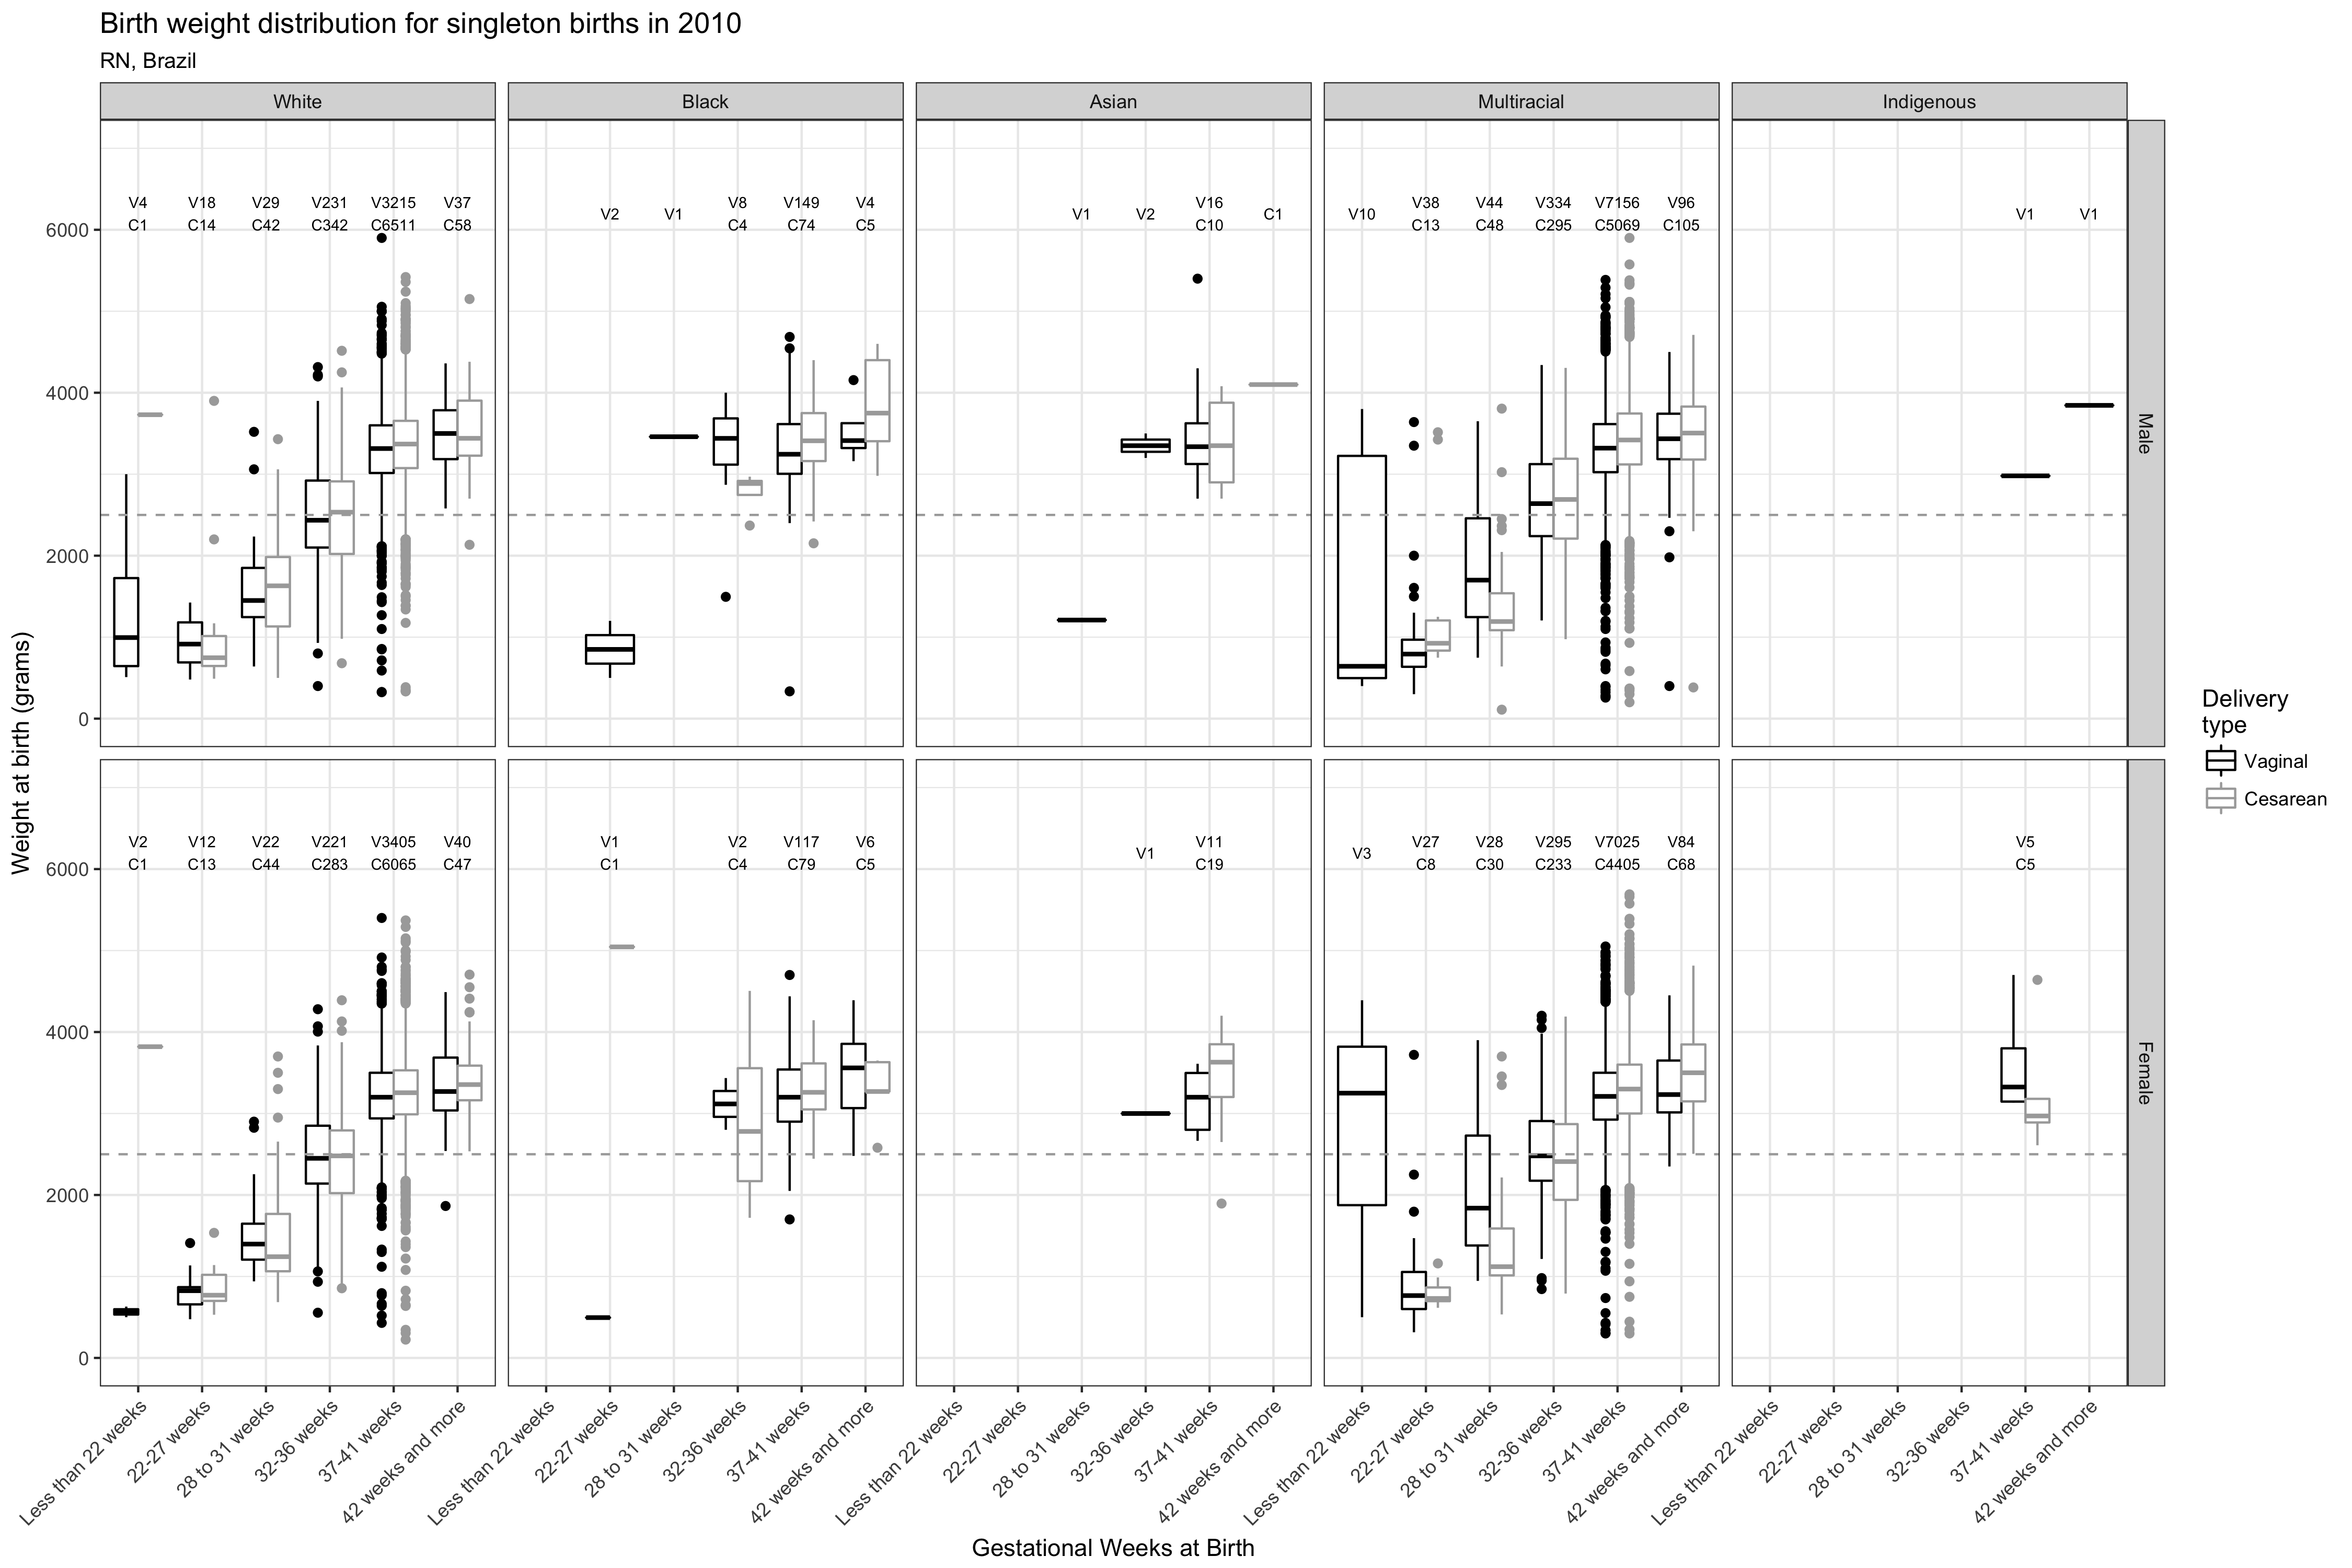 Birth weight distribution for singleton births in 2010
RN, Brazil
White
Black
Asian
Multiracial
Indigenous
V4 V18 V29 V231 V3215 V37
C1 C14 C42 C342 C6511 C58
V2 V1 V8 V149 V4
C4 C74 C5
V1 V2 V16 C1
C10
V10 V38 V44 V334 V7156 V96
C13 C48 C295 C5069 C105
V1 V1
6000
4000
2000
0
Male
V2 V12 V22 V221 V3405 V40
C1 C13 C44 C283 C6065 C47
V1 V2 V117 V6
C1 C4 C79 C5
V1 V11
C19
V3 V27 V28 V295 V7025 V84
C8 C30 C233 C4405 C68
V5
C5
6000
4000
2000
0
Female
Weight at birth (grams)
Less than 22 weeks
22-27 weeks
28 to 31 weeks
32-36 weeks
37-41 weeks
42 weeks and more
Less than 22 weeks
22-27 weeks
28 to 31 weeks
32-36 weeks
37-41 weeks
42 weeks and more
Less than 22 weeks
22-27 weeks
28 to 31 weeks
32-36 weeks
37-41 weeks
42 weeks and more
Less than 22 weeks
22-27 weeks
28 to 31 weeks
32-36 weeks
37-41 weeks
42 weeks and more
Less than 22 weeks
22-27 weeks
28 to 31 weeks
32-36 weeks
37-41 weeks
42 weeks and more
Gestational Weeks at Birth
Delivery
type
Vaginal
Cesarean